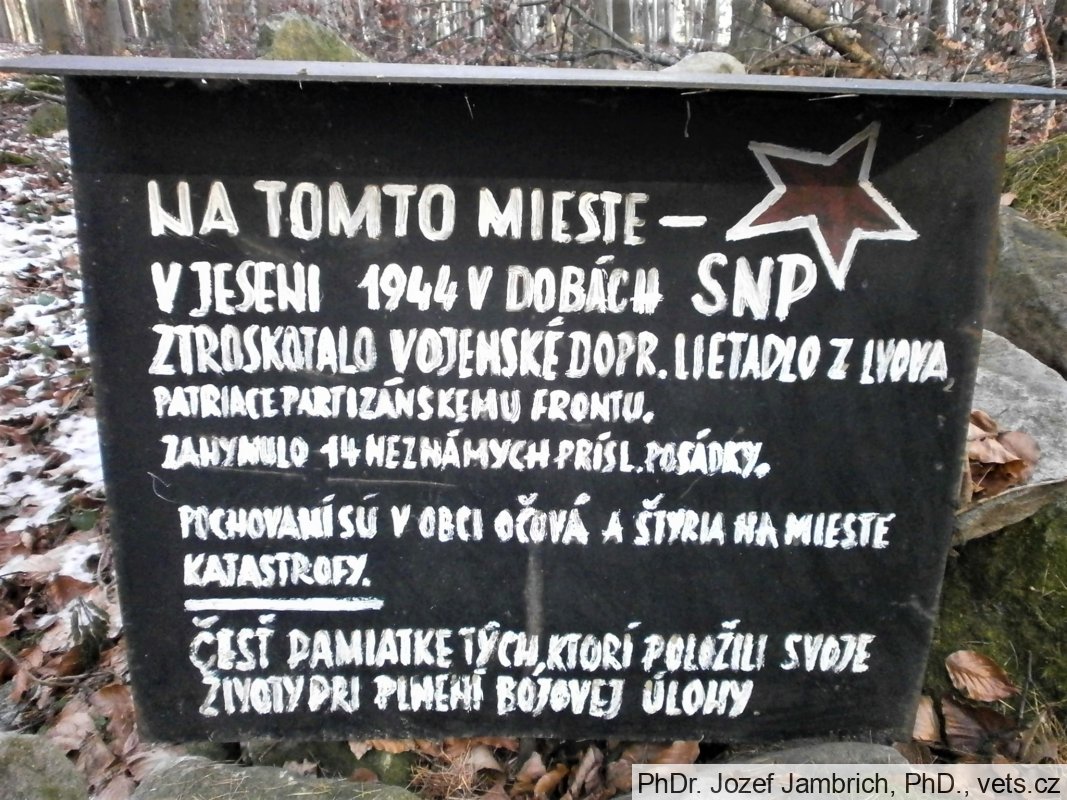 NA TOMTO MIESTE –
V JESENI 1944 V DOBÁCH SNP
ZTROSKOTALO VOJENSKÉ DOPR. LIETADLO Z LVOVA
PATRIACE PARTIZÁNSKEMU FRONTU.
ZAHYNULO 14 NEZNÁMYCH PRÍSL. POSÁDKY.
POCHOVANÍ SÚ V OBCI OČOVÁ A ŠTYRIA NA MIESTE
KATASTROFY.
ČESŤ PAMIATKE TÝCH, KTORÍ POLOŽILI SVOJE
ŽIVOTY PRI PLNENÍ BOJOVEJ ÚLOHY.
PhDr. Jozef Jambrich, PhD., vets.cz